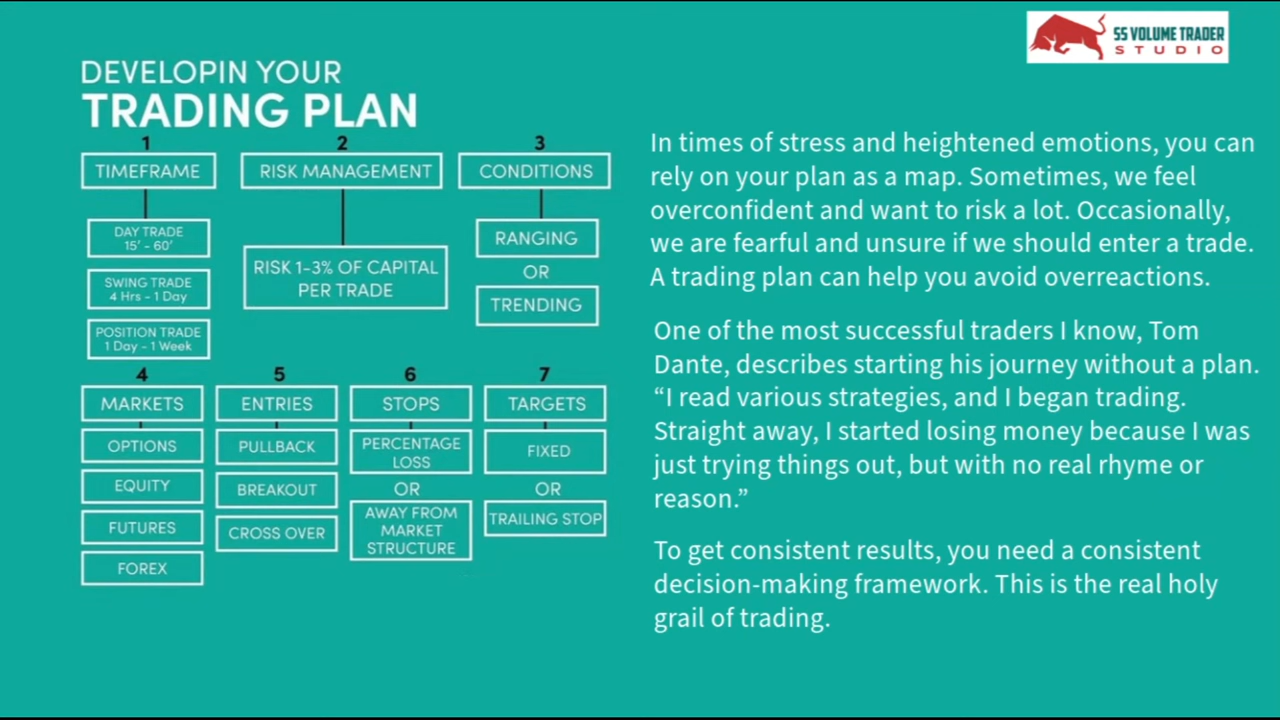 SS VOLUME TRADER
STUDIO
DEVELOPIN YOUR
TRADING PLAN
1
TIMEFRAME
DAY TRADE
15' - 60'
SWING TRADE
4 Hrs - 1 Day
POSITION TRADE
1 Day - 1 Week
2
RISK MANAGEMENT
RISK 1-3% OF CAPITAL
PER TRADE
3
CONDITIONS
RANGING
OR
TRENDING
4
MARKETS
OPTIONS
EQUITY
FUTURES
FOREX
5
ENTRIES
PULLBACK
BREAKOUT
CROSS OVER
6
STOPS
PERCENTAGE
LOSS
OR
AWAY FROM
MARKET
STRUCTURE
7
TARGETS
FIXED
OR
TRAILING STOP
In times of stress and heightened emotions, you can
rely on your plan as a map. Sometimes, we feel
overconfident and want to risk a lot. Occasionally,
we are fearful and unsure if we should enter a trade.
A trading plan can help you avoid overreactions.
One of the most successful traders I know, Tom
Dante, describes starting his journey without a plan.
“I read various strategies, and I began trading.
Straight away, I started losing money because I was
just trying things out, but with no real rhyme or
reason.”
To get consistent results, you need a consistent
decision-making framework. This is the real holy
grail of trading.